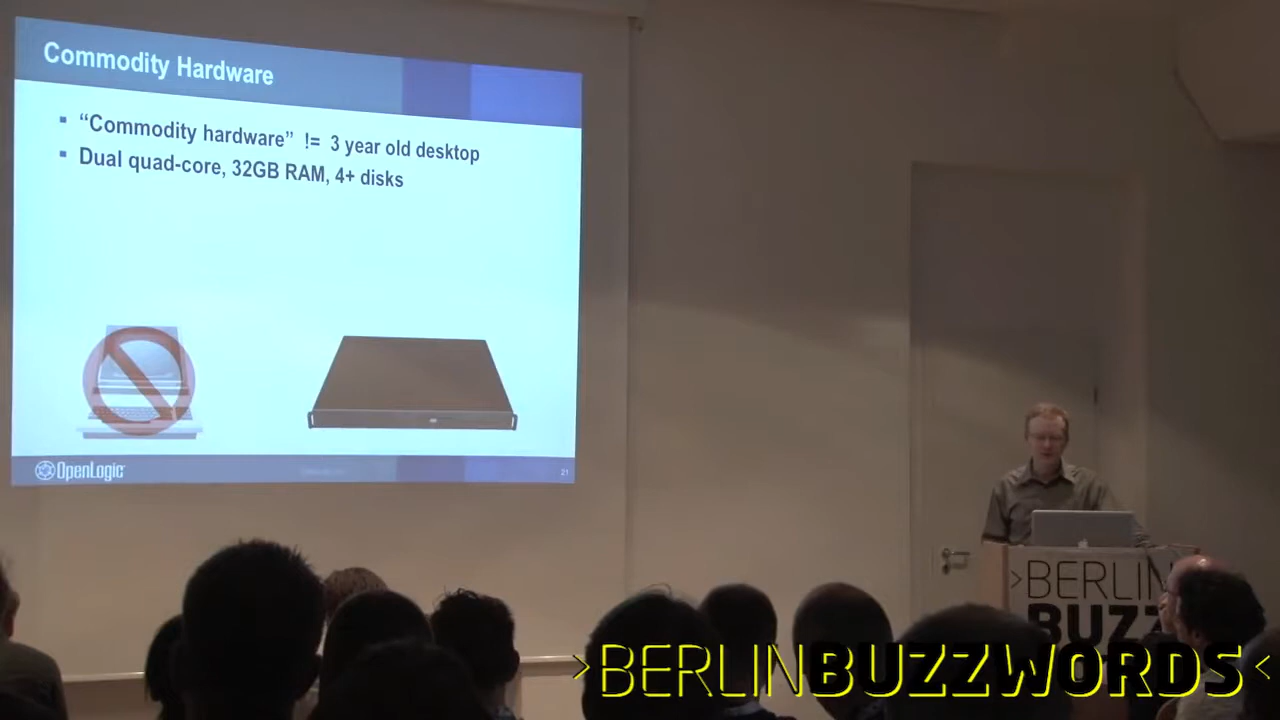 Commodity Hardware
“Commodity hardware” != 3 year old desktop
Dual quad-core, 32GB RAM, 4+ disks
OpenLogic
21
>BERLIN
BUZZ
>BERLINBUZZWORDS<